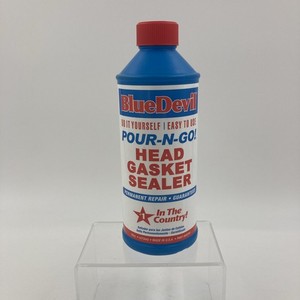 BlueDevil
DO IT YOURSELF | EASY TO USE
POUR-N-GO!
HEAD
GASKET
SEALER
PERMANENT REPAIR • GUARANTEED
1
In The
Country!